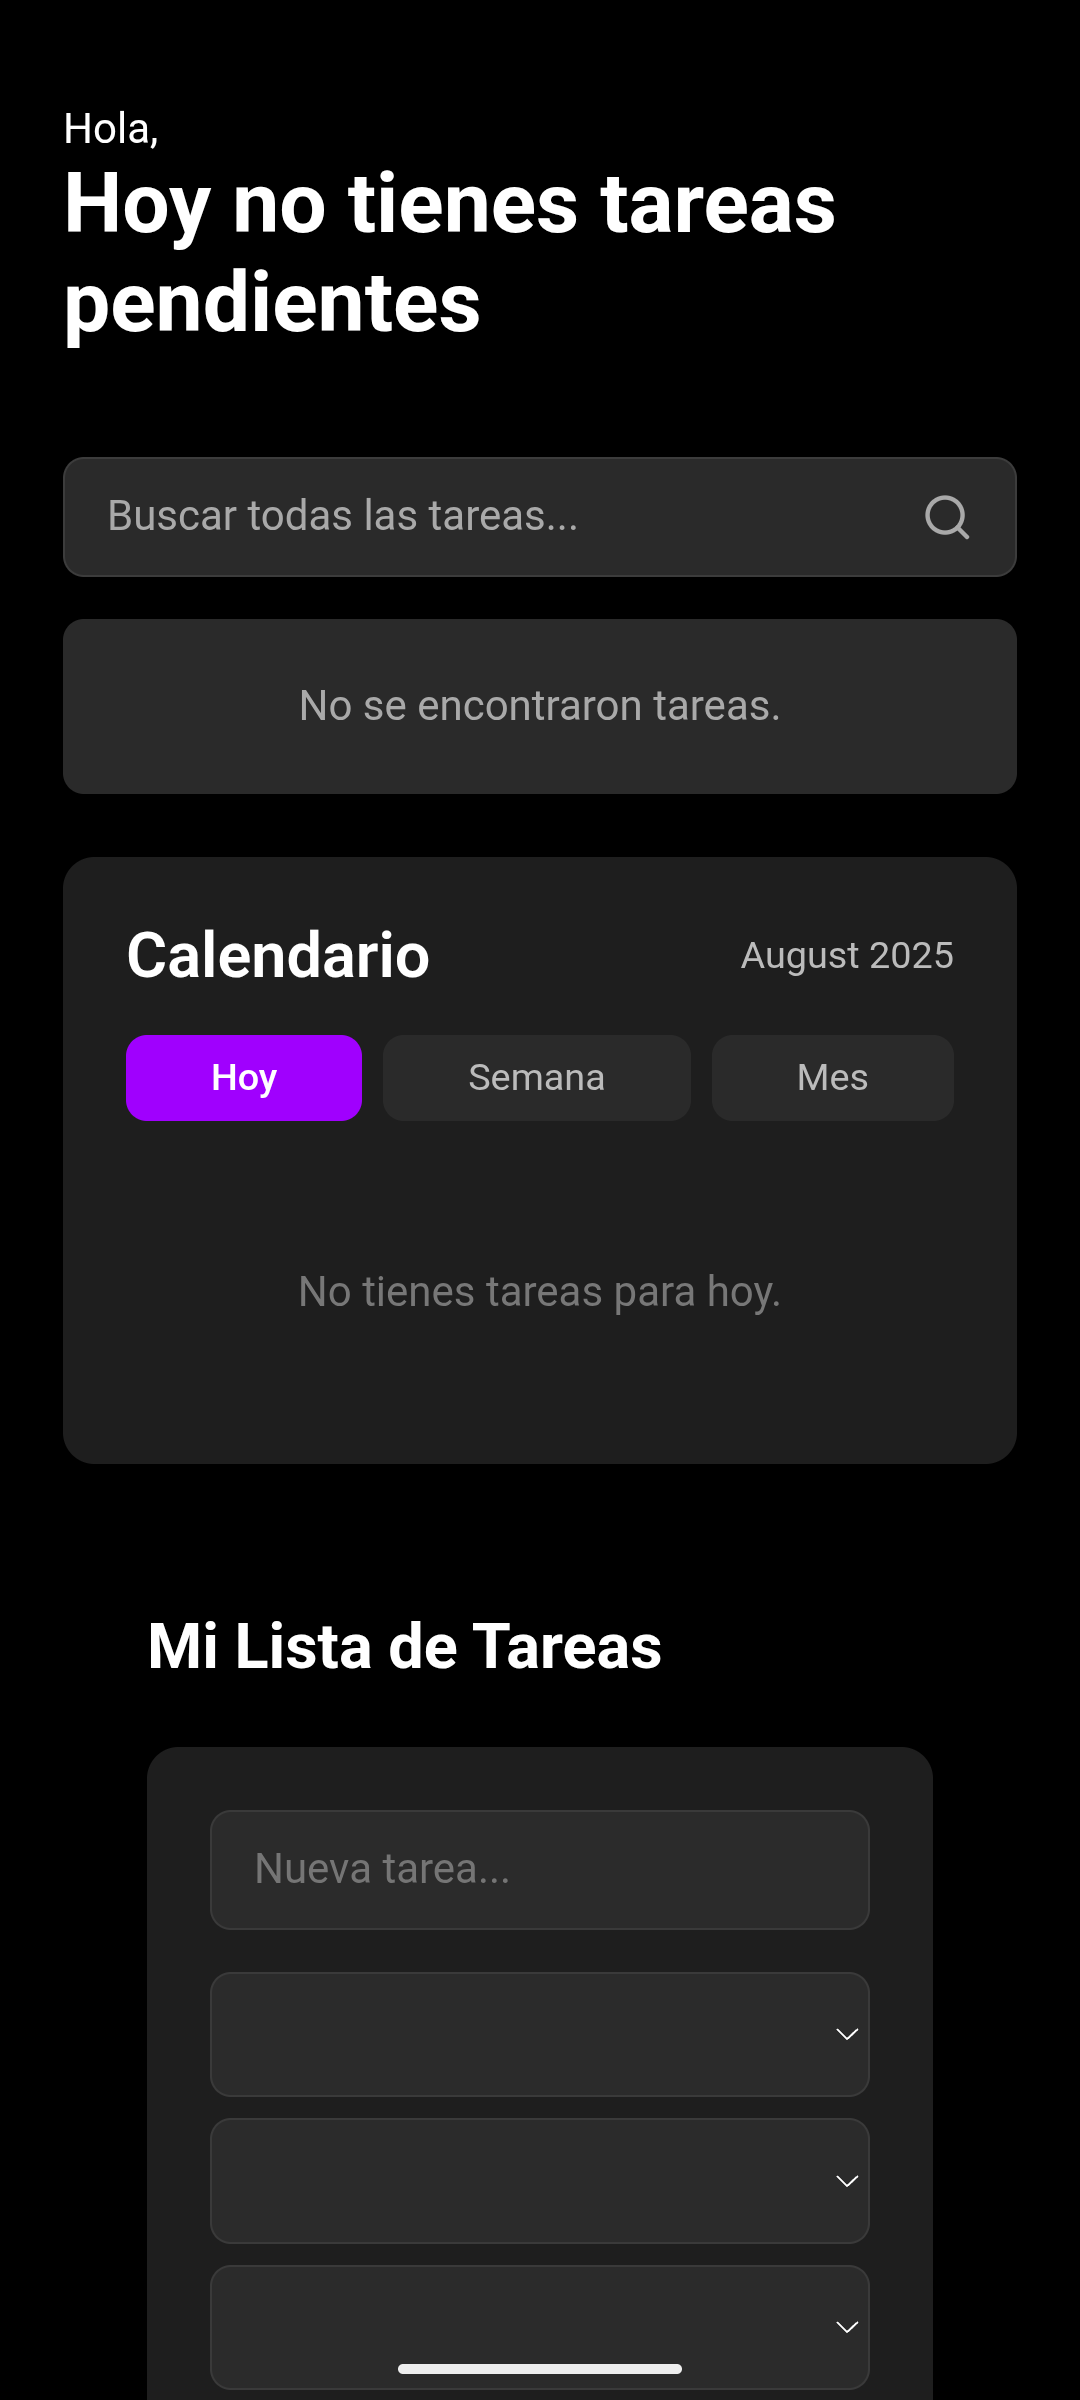 Hola,
Hoy no tienes tareas
pendientes
Buscar todas las tareas...
No se encontraron tareas.
Calendario
August 2025
Hoy
Semana
Mes
No tienes tareas para hoy.
Mi Lista de Tareas
Nueva tarea...